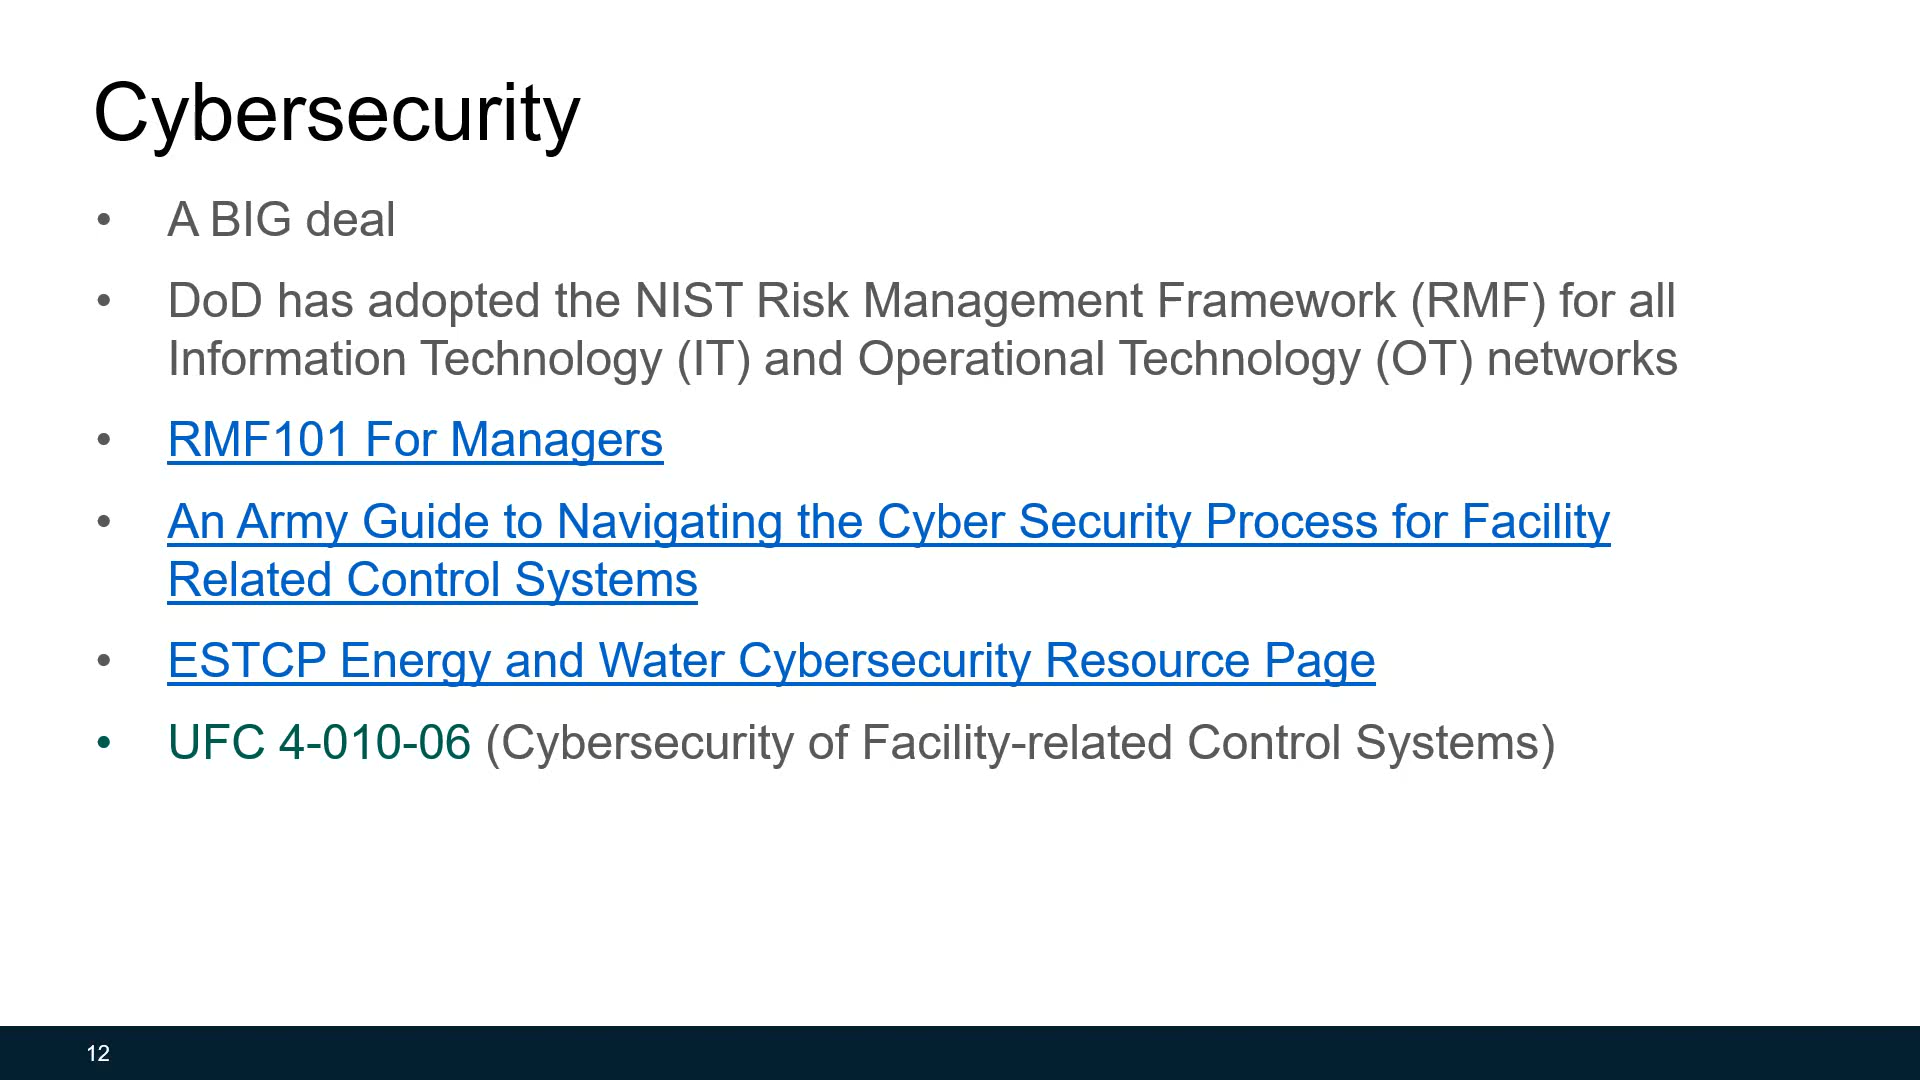 Cybersecurity
• A BIG deal
• DoD has adopted the NIST Risk Management Framework (RMF) for all
Information Technology (IT) and Operational Technology (OT) networks
• RMF101 For Managers
• An Army Guide to Navigating the Cyber Security Process for Facility
Related Control Systems
• ESTCP Energy and Water Cybersecurity Resource Page
• UFC 4-010-06 (Cybersecurity of Facility-related Control Systems)
12